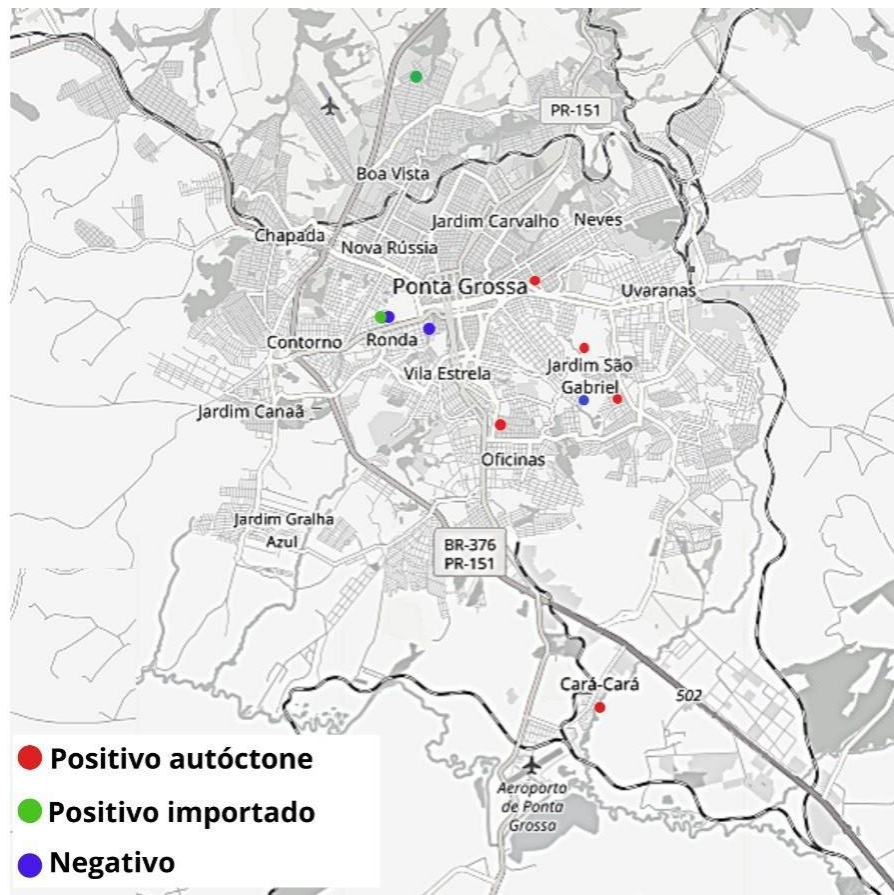 PR-151
Boa Vista
Jardim Carvalho
Neves
Chapada
Nova Rússia
Ponta Grossa
Uvaranas
Contorno
Ronda
Vila Estrela
Jardim São
Gabriel
Jardim Canaã
Oficinas
Jardim Gralha
Azul
BR-376
PR-151
Cará-Cará
502
Aeroporto
de Ponta
Grossa
Positivo autóctone
Positivo importado
Negativo